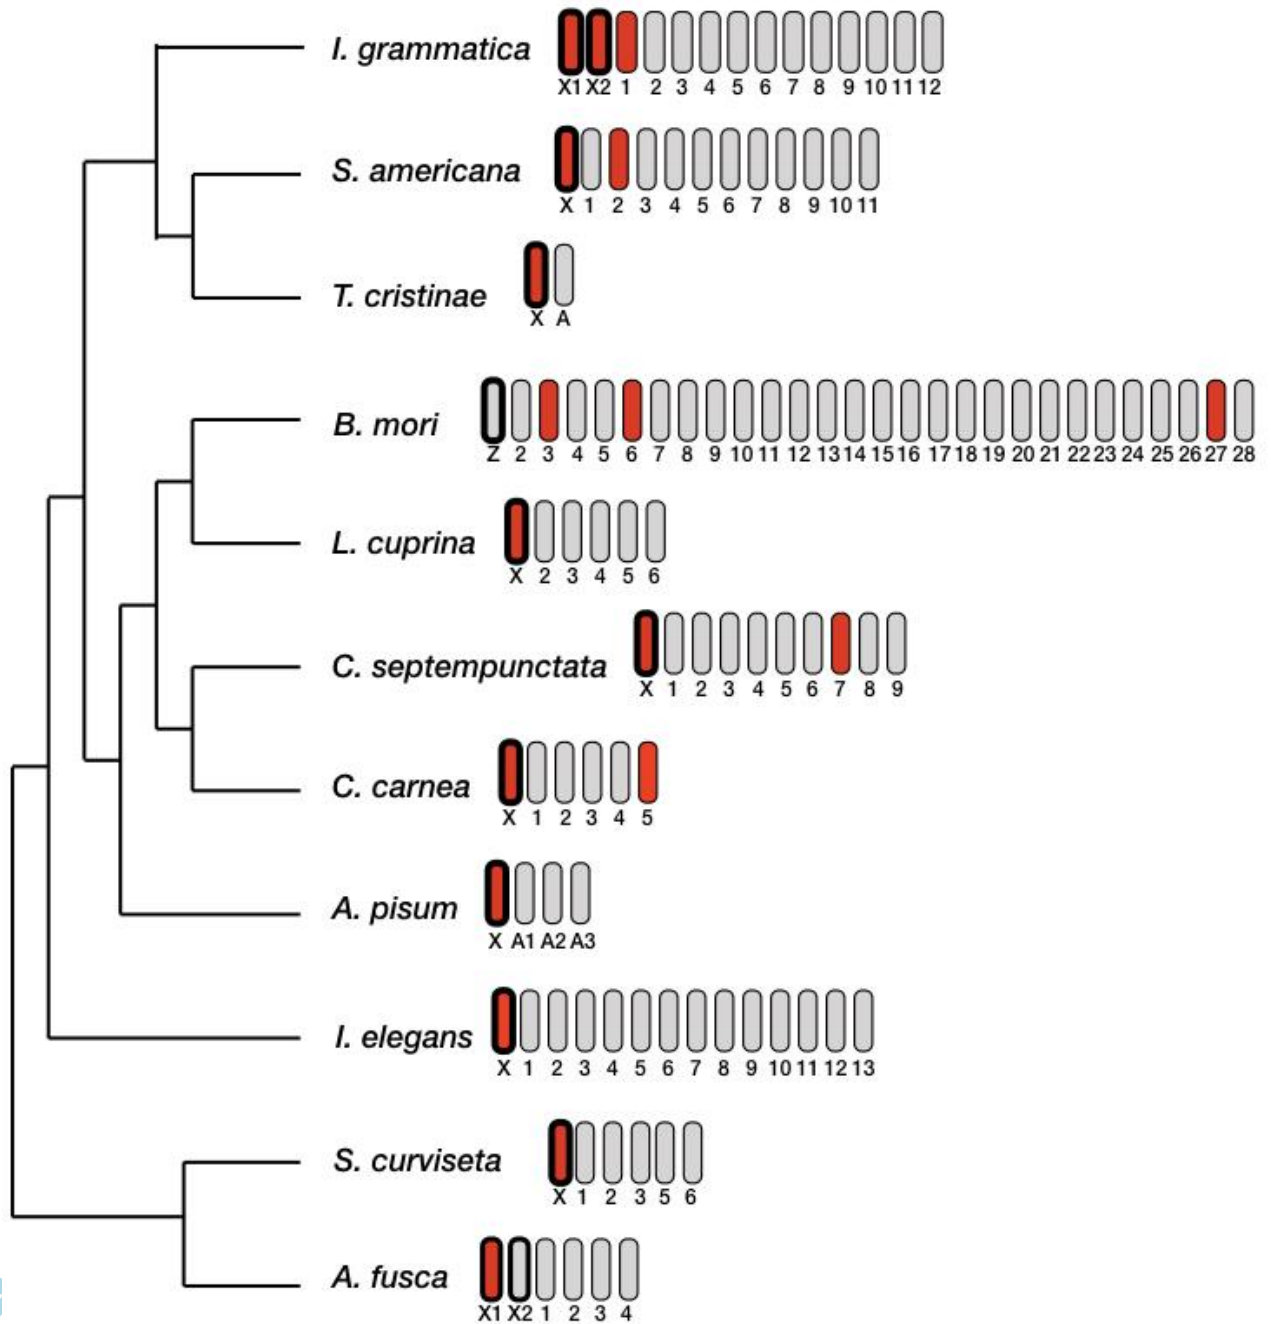 I. grammatica
X1 X2 1 2 3 4 5 6 7 8 9 10 11 12
S. americana
X 1 2 3 4 5 6 7 8 9 10 11
T. cristinae
X A
B. mori
Z 2 3 4 5 6 7 8 9 10 11 12 13 14 15 16 17 18 19 20 21 22 23 24 25 26 27 28
L. cuprina
X 2 3 4 5 6
C. septempunctata
X 1 2 3 4 5 6 7 8 9
C. carnea
X 1 2 3 4 5
A. pisum
X A1 A2 A3
I. elegans
X 1 2 3 4 5 6 7 8 9 10 11 12 13
S. curviseta
X 1 2 3 5 6
A. fusca
X1 X2 1 2 3 4